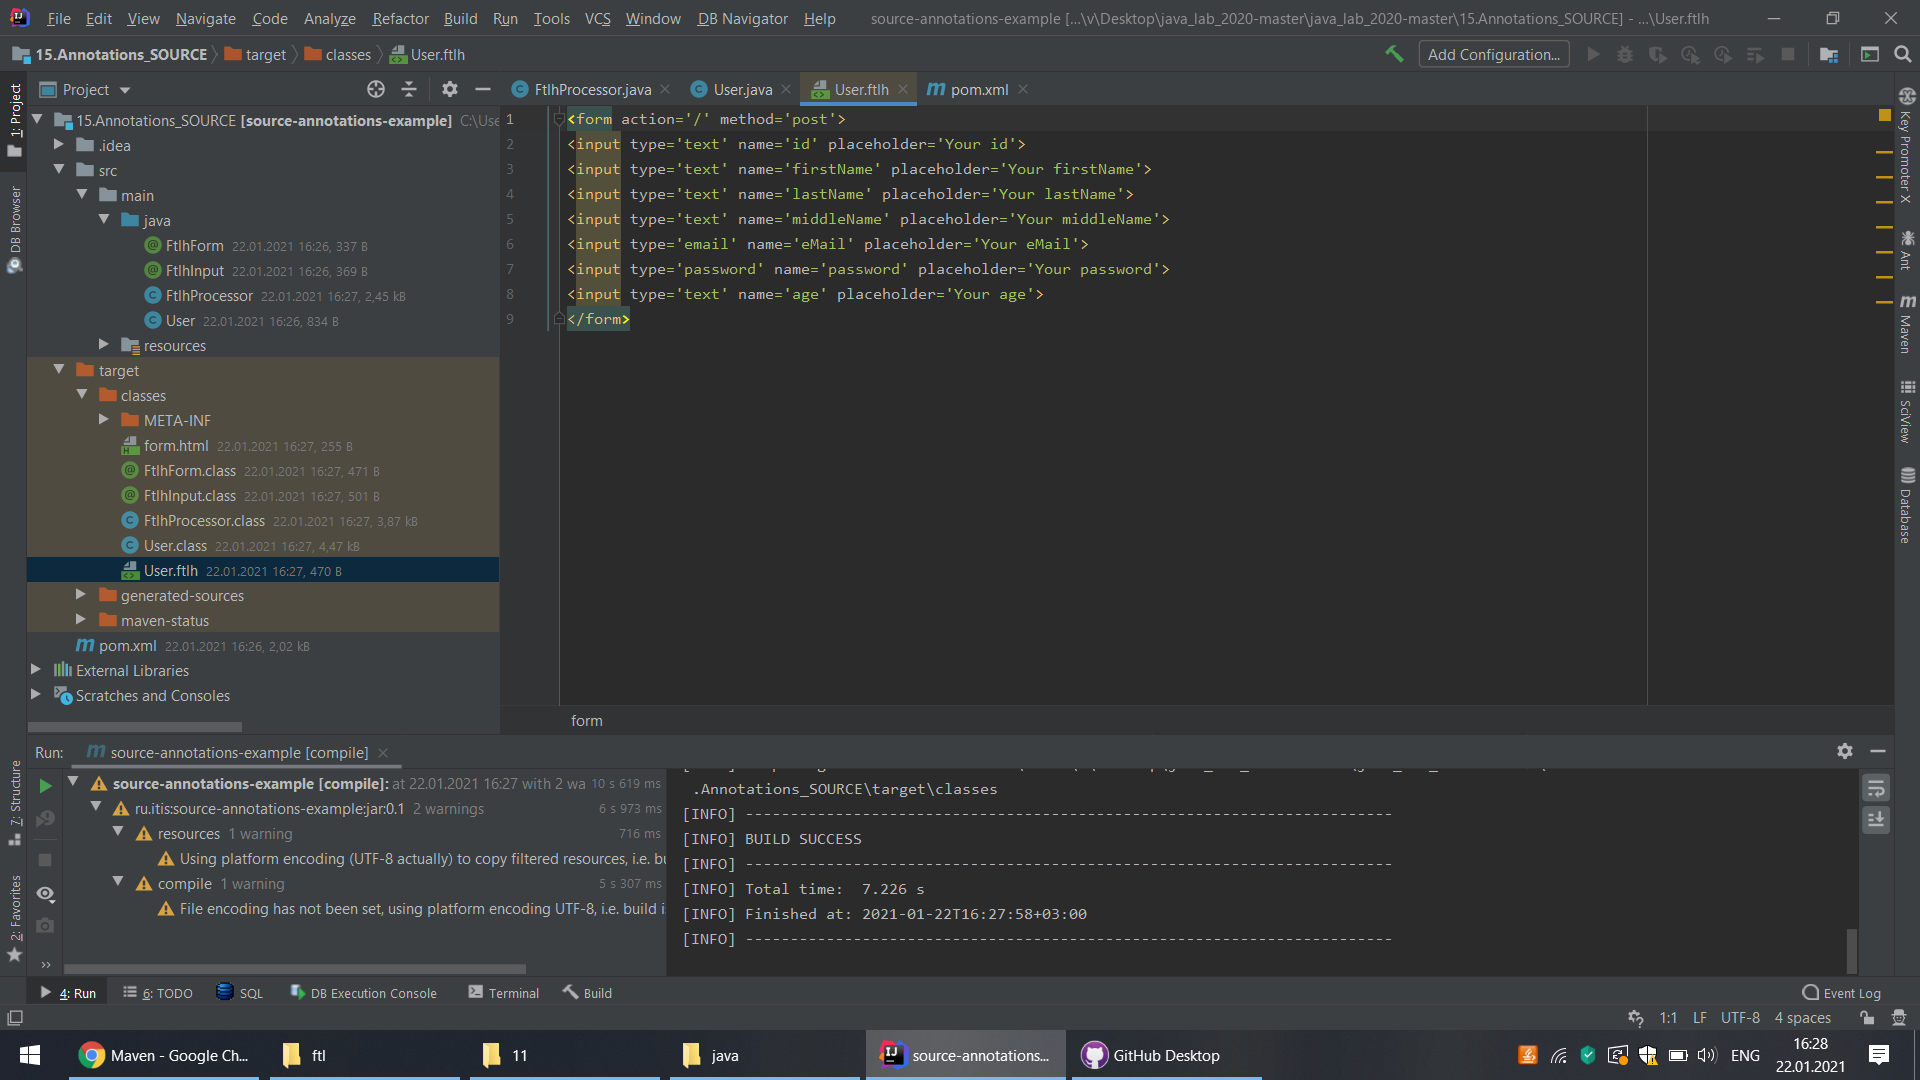 File Edit View Navigate Code Analyze Refactor Build Run Tools VCS Window DB Navigator Help source-annotations-example [...\v\Desktop\java_lab_2020-master\java_lab_2020-master\15.Annotations_SOURCE] - ...\User.ftlh
15.Annotations_SOURCE target classes User.ftlh Add Configuration...
Project FtlhProcessor.java User.java User.ftlh pom.xml
1: Project
DB Browser
7: Structure
2: Favorites
15.Annotations_SOURCE [source-annotations-example] C:\Use
.idea
src
main
java
FtlhForm 22.01.2021 16:26, 337 B
FtlhInput 22.01.2021 16:26, 369 B
FtlhProcessor 22.01.2021 16:27, 2,45 kB
User 22.01.2021 16:26, 834 B
resources
target
classes
META-INF
form.html 22.01.2021 16:27, 255 B
FtlhForm.class 22.01.2021 16:27, 471 B
FtlhInput.class 22.01.2021 16:27, 501 B
FtlhProcessor.class 22.01.2021 16:27, 3,87 kB
User.class 22.01.2021 16:27, 4,47 kB
User.ftlh 22.01.2021 16:27, 470 B
generated-sources
maven-status
pom.xml 22.01.2021 16:26, 2,02 kB
External Libraries
Scratches and Consoles
1 <form action='/' method='post'>
2 <input type='text' name='id' placeholder='Your id'>
3 <input type='text' name='firstName' placeholder='Your firstName'>
4 <input type='text' name='lastName' placeholder='Your lastName'>
5 <input type='text' name='middleName' placeholder='Your middleName'>
6 <input type='email' name='eMail' placeholder='Your eMail'>
7 <input type='password' name='password' placeholder='Your password'>
8 <input type='text' name='age' placeholder='Your age'>
9 </form>
form
Key Promoter X
Ant
Maven
SciView
Database
Run: source-annotations-example [compile]
source-annotations-example [compile]: at 22.01.2021 16:27 with 2 wa 10 s 619 ms
ru.itis:source-annotations-example:jar:0.1 2 warnings 6 s 973 ms
resources 1 warning 716 ms
Using platform encoding (UTF-8 actually) to copy filtered resources, i.e. bu
compile 1 warning 5 s 307 ms
File encoding has not been set, using platform encoding UTF-8, i.e. build i
.Annotations_SOURCE\target\classes
[INFO] ------------------------------------------------------------------------
[INFO] BUILD SUCCESS
[INFO] ------------------------------------------------------------------------
[INFO] Total time:  7.226 s
[INFO] Finished at: 2021-01-22T16:27:58+03:00
[INFO] ------------------------------------------------------------------------
4: Run 6: TODO SQL DB Execution Console Terminal Build Event Log
1:1 LF UTF-8 4 spaces
Maven - Google Ch... ftl 11 java source-annotations... GitHub Desktop ENG 16:28
22.01.2021